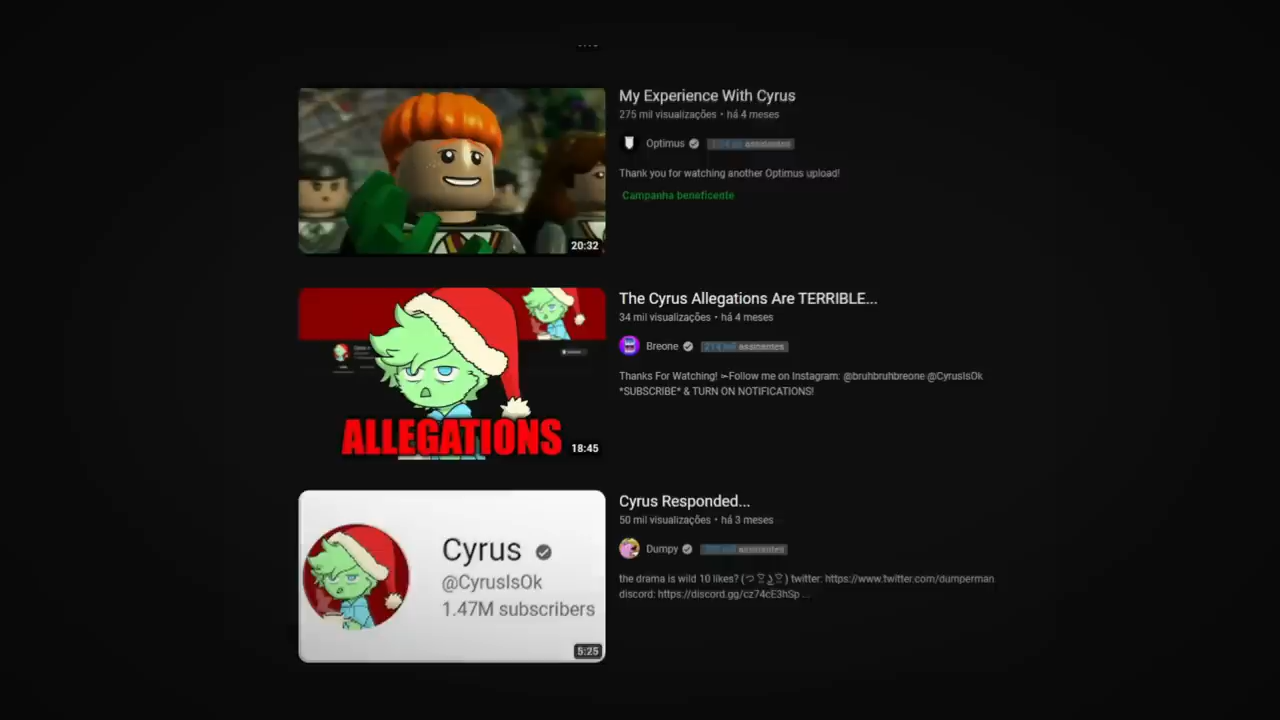 My Experience With Cyrus
275 mil visualizações • há 4 meses
Optimus
assinantes
Thank you for watching another Optimus upload!
Campanha beneficente
20:32
The Cyrus Allegations Are TERRIBLE...
34 mil visualizações • há 4 meses
Breone
assinantes
Thanks For Watching! ➢Follow me on Instagram: @bruhbruhbreone @CyrusIsOk
*SUBSCRIBE* & TURN ON NOTIFICATIONS!
ALLEGATIONS
18:45
Cyrus Responded...
50 mil visualizações • há 3 meses
Dumpy
assinantes
the drama is wild 10 likes? twitter: https://www.twitter.com/dumperman
discord: https://discord.gg/cz74cE3hSp ...
Cyrus
@CyrusIsOk
1.47M subscribers
5:25